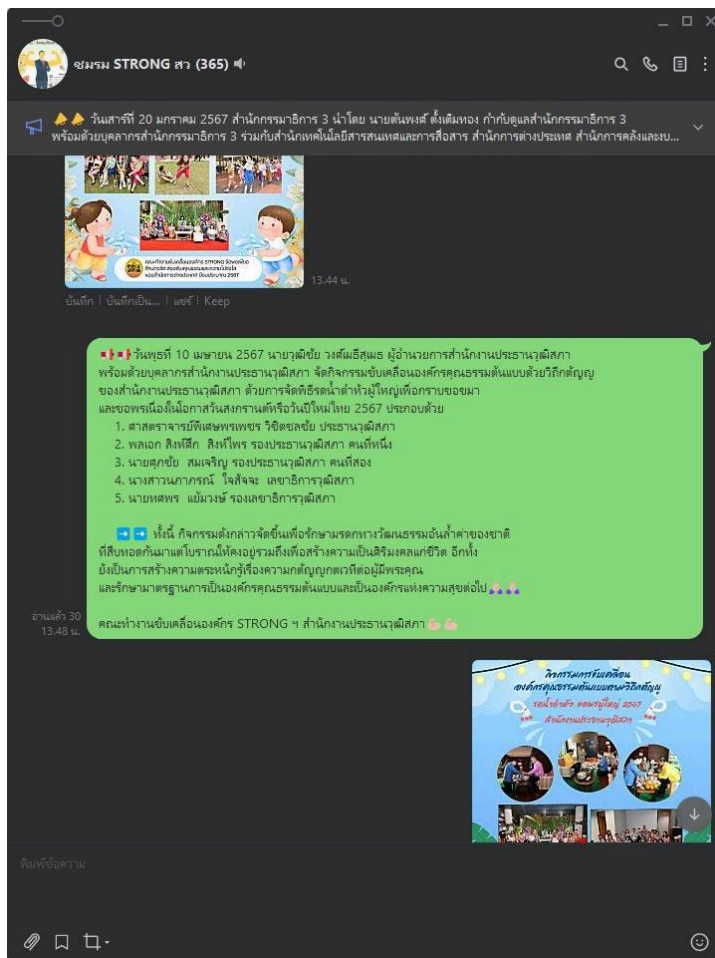 ชมรม STRONG สว (365)
วันเสาร์ที่ 20 มกราคม 2567 สำนักกรรมาธิการ 3 นำโดย นายตันพงศ์ ตั้งเติมทอง กำกับดูแลสำนักกรรมาธิการ 3
พร้อมด้วยบุคลากรสำนักกรรมาธิการ 3 ร่วมกับสำนักเทคโนโลยีสารสนเทศและการสื่อสาร สำนักการต่างประเทศ สำนักการคลังและงบ...
คณะทำงานขับเคลื่อนองค์กร STRONG
13.44 น.
บันทึก | บันทึกเป็น... | แชร์ | Keep
วันพุธที่ 10 เมษายน 2567 นายวุฒิชัย วงศ์เมธีสุเมธ ผู้อำนวยการสำนักงานประธานวุฒิสภา
พร้อมด้วยบุคลากรสำนักงานประธานวุฒิสภา จัดกิจกรรมขับเคลื่อนองค์กรคุณธรรมต้นแบบด้วยวิถีกตัญญู
ของสำนักงานประธานวุฒิสภา ด้วยการจัดพิธีรดน้ำดำหัวผู้ใหญ่เพื่อกราบขอขมา
และขอพรเนื่องในโอกาสวันสงกรานต์หรือวันปีใหม่ไทย 2567 ประกอบด้วย
1. ศาสตราจารย์พิเศษพรเพชร วิชิตชลชัย ประธานวุฒิสภา
2. พลเอก สิงห์ศึก สิงห์ไพร รองประธานวุฒิสภา คนที่หนึ่ง
3. นายศุภชัย สมเจริญ รองประธานวุฒิสภา คนที่สอง
4. นางสาวนภาภรณ์ ใจสัจจะ เลขาธิการวุฒิสภา
5. นายทศพร แย้มวงษ์ รองเลขาธิการวุฒิสภา
ทั้งนี้ กิจกรรมดังกล่าวจัดขึ้นเพื่อรักษามรดกทางวัฒนธรรมอันล้ำค่าของชาติ
ที่สืบทอดกันมาแต่โบราณให้คงอยู่รวมถึงเพื่อสร้างความเป็นสิริมงคลแก่ชีวิต อีกทั้ง
ยังเป็นการสร้างความตระหนักรู้เรื่องความกตัญญูกตเวทีต่อผู้มีพระคุณ
และรักษามาตรฐานการเป็นองค์กรคุณธรรมต้นแบบและเป็นองค์กรแห่งความสุขต่อไป
คณะทำงานขับเคลื่อนองค์กร STRONG ฯ สำนักงานประธานวุฒิสภา
อ่านแล้ว 30
13.48 น.
กิจกรรมการขับเคลื่อน
องค์กรคุณธรรมต้นแบบตามวิถีกตัญญู
รดน้ำดำหัว ขอพรผู้ใหญ่ 2567
สำนักงานประธานวุฒิสภา
พิมพ์ข้อความ